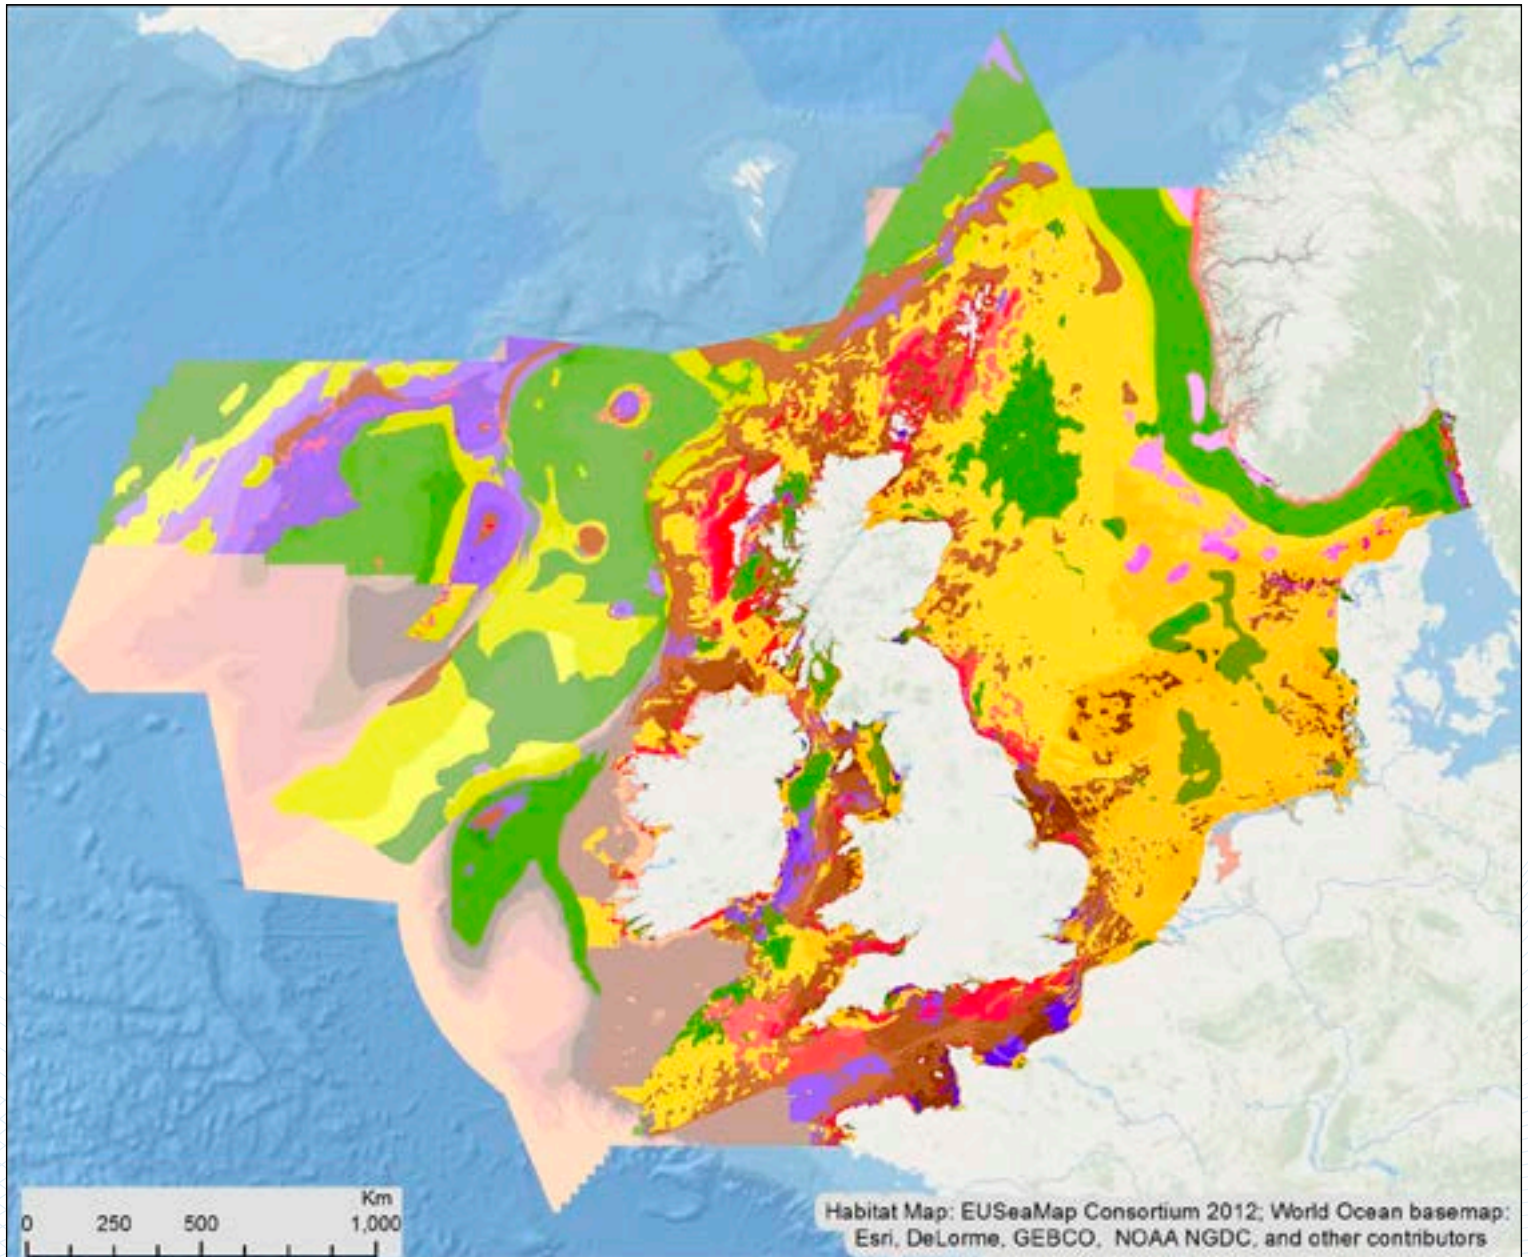 Km
0 250 500 1,000
Habitat Map: EUSeaMap Consortium 2012; World Ocean basemap:
Esri, DeLorme, GEBCO, NOAA NGDC, and other contributors